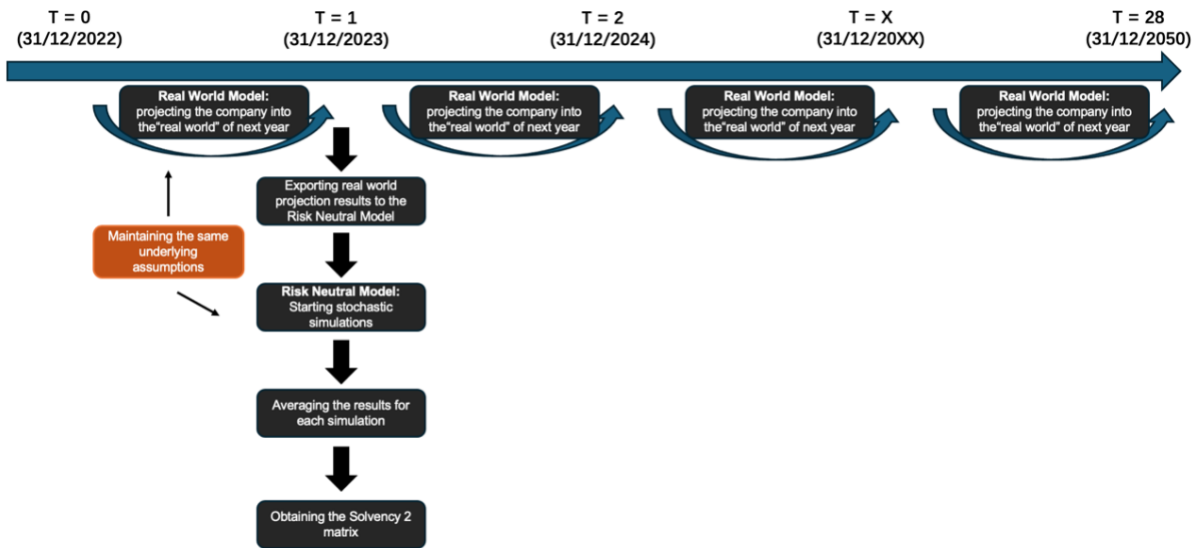 T = 0
(31/12/2022)
T = 1
(31/12/2023)
T = 2
(31/12/2024)
T = X
(31/12/20XX)
T = 28
(31/12/2050)
Real World Model:
projecting the company into
the“real world” of next year
Real World Model:
projecting the company into
the“real world” of next year
Real World Model:
projecting the company into
the“real world” of next year
Real World Model:
projecting the company into
the“real world” of next year
Exporting real world
projection results to the
Risk Neutral Model
Maintaining the same
underlying
assumptions
Risk Neutral Model:
Starting stochastic
simulations
Averaging the results for
each simulation
Obtaining the Solvency 2
matrix